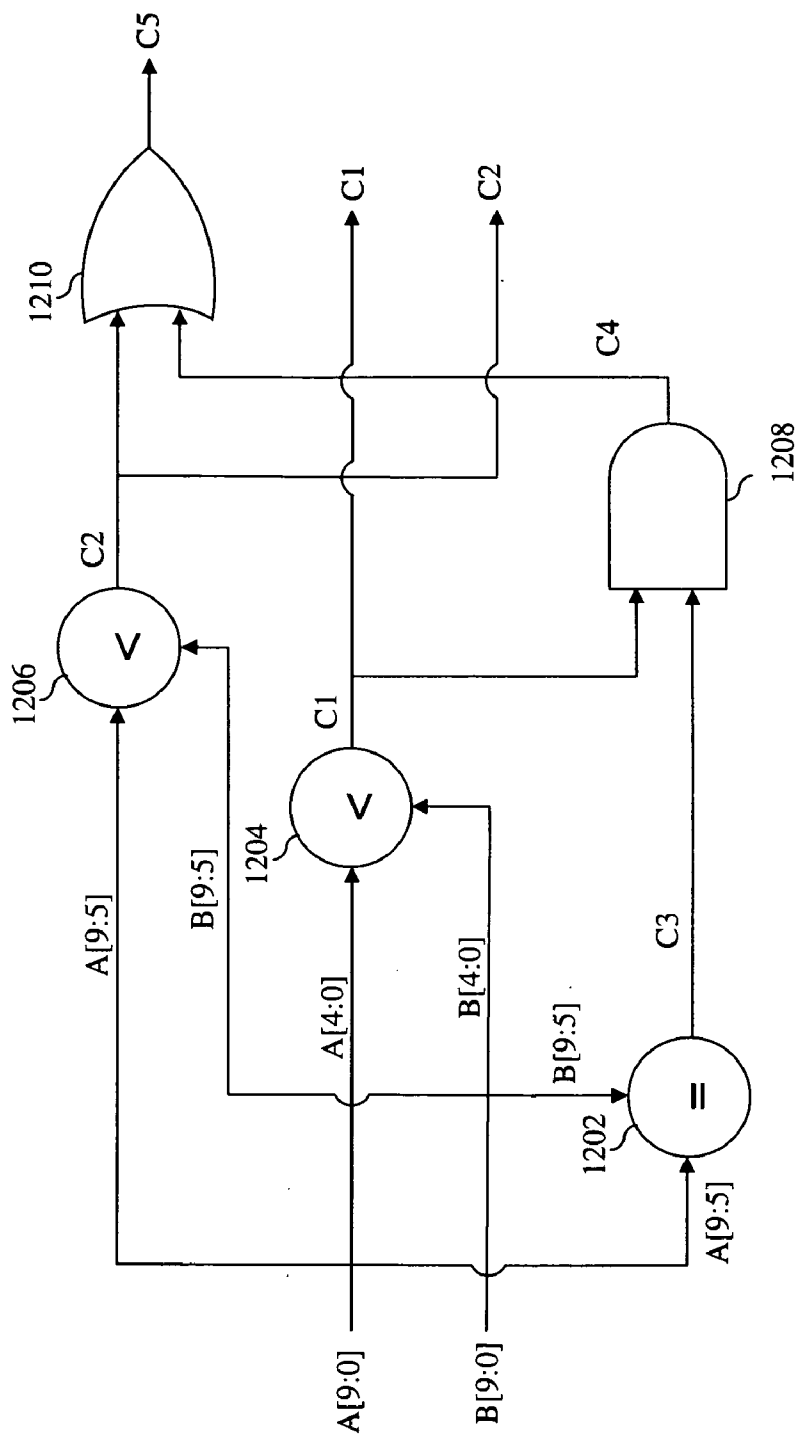 1206
1210
C2
A[9:5]
<
C5
B[9:5]
1204
C1
A[9:0]
A[4:0]
<
C1
B[9:0]
B[4:0]
C2
B[9:5]
1202
C4
C3
=
A[9:5]
1208